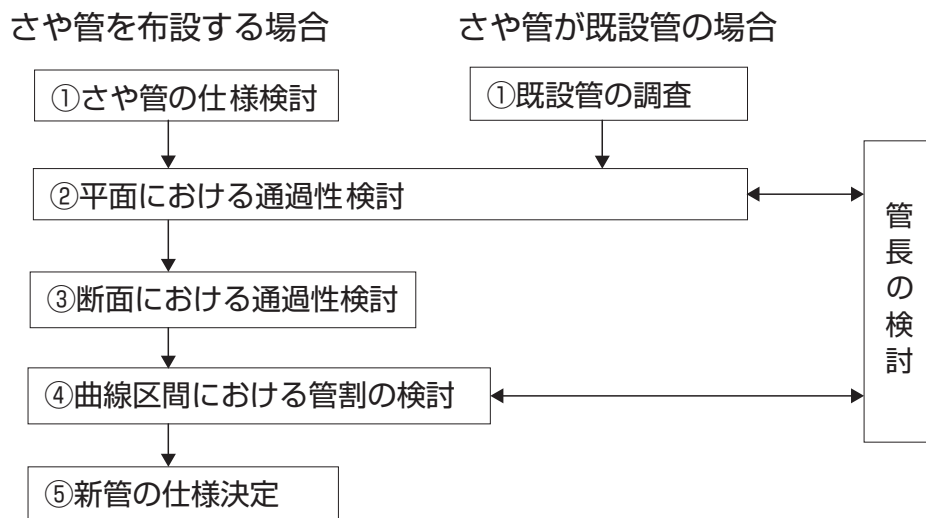 さや管を布設する場合
さや管が既設管の場合
①さや管の仕様検討
①既設管の調査
②平面における通過性検討
管長の検討
③断面における通過性検討
④曲線区間における管割の検討
⑤新管の仕様決定